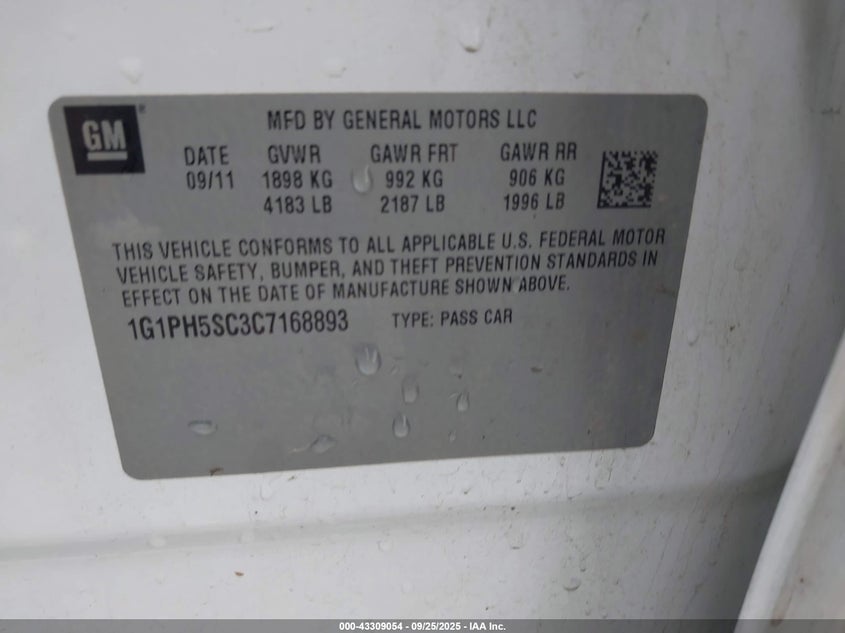 GM®
MFD BY GENERAL MOTORS LLC
DATE GVWR GAWR FRT GAWR RR
09/11 1898 KG 992 KG 906 KG
4183 LB 2187 LB 1996 LB
THIS VEHICLE CONFORMS TO ALL APPLICABLE U.S. FEDERAL MOTOR
VEHICLE SAFETY, BUMPER, AND THEFT PREVENTION STANDARDS IN
EFFECT ON THE DATE OF MANUFACTURE SHOWN ABOVE.
1G1PH5SC3C7168893 TYPE: PASS CAR
000-43309054 - 09/25/2025 - IAA Inc.